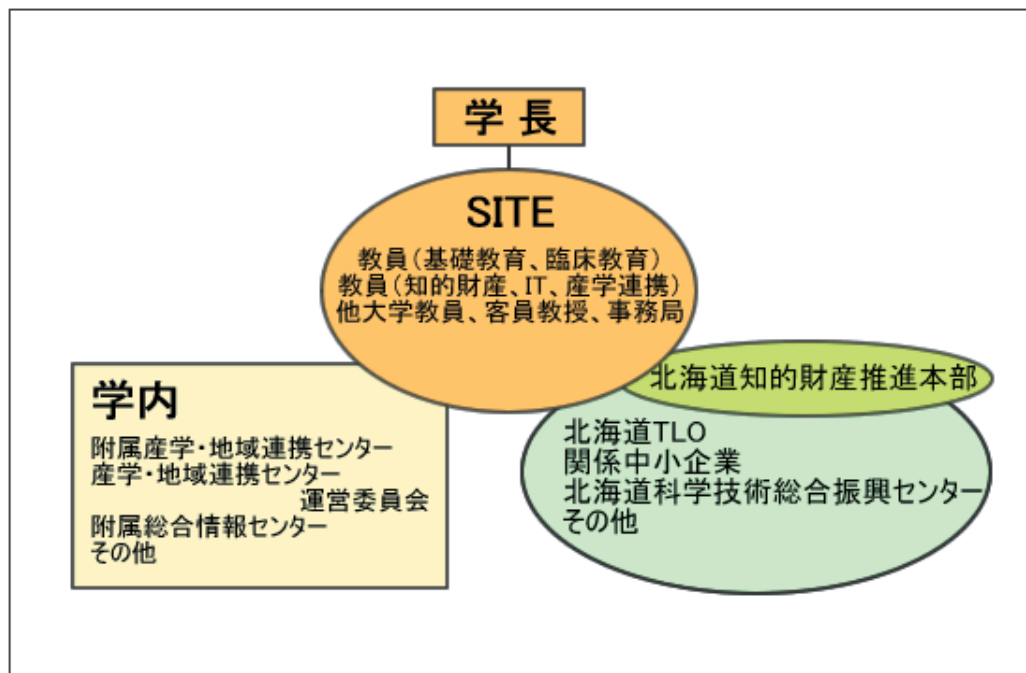 学 長
SITE
教員（基礎教育、臨床教育）
教員（知的財産、IT、産学連携）
他大学教員、客員教授、事務局
学内
附属産学・地域連携センター
産学・地域連携センター
運営委員会
附属総合情報センター
その他
北海道知的財産推進本部
北海道TLO
関係中小企業
北海道科学技術総合振興センター
その他